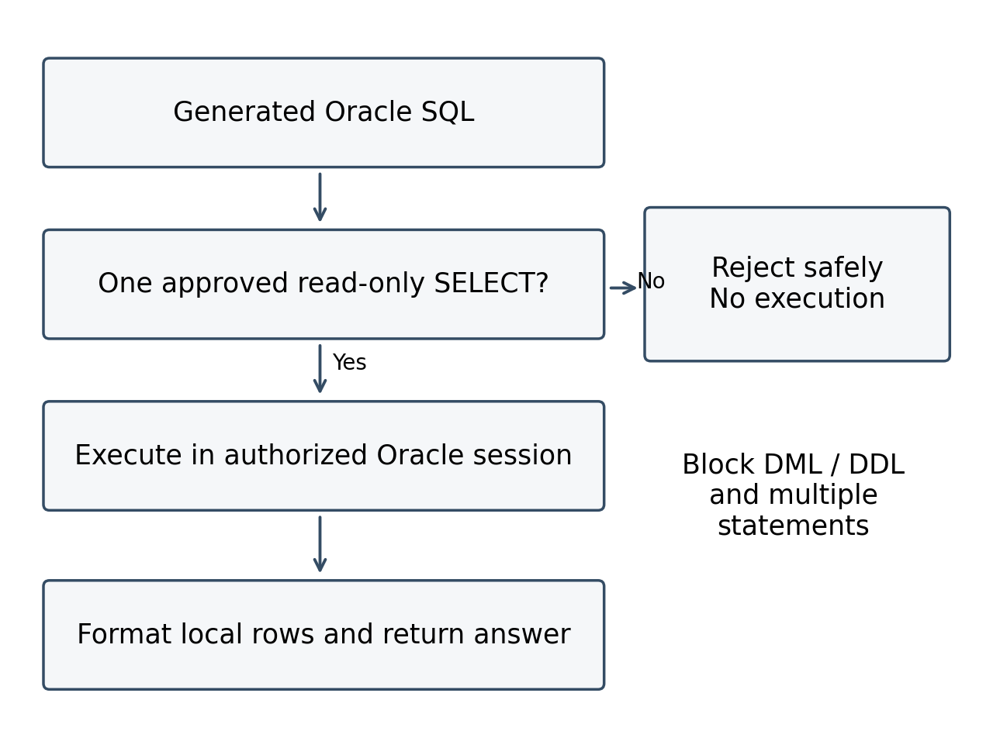 Generated Oracle SQL
One approved read-only SELECT?
No
Reject safely
No execution
Yes
Execute in authorized Oracle session
Block DML / DDL
and multiple
statements
Format local rows and return answer